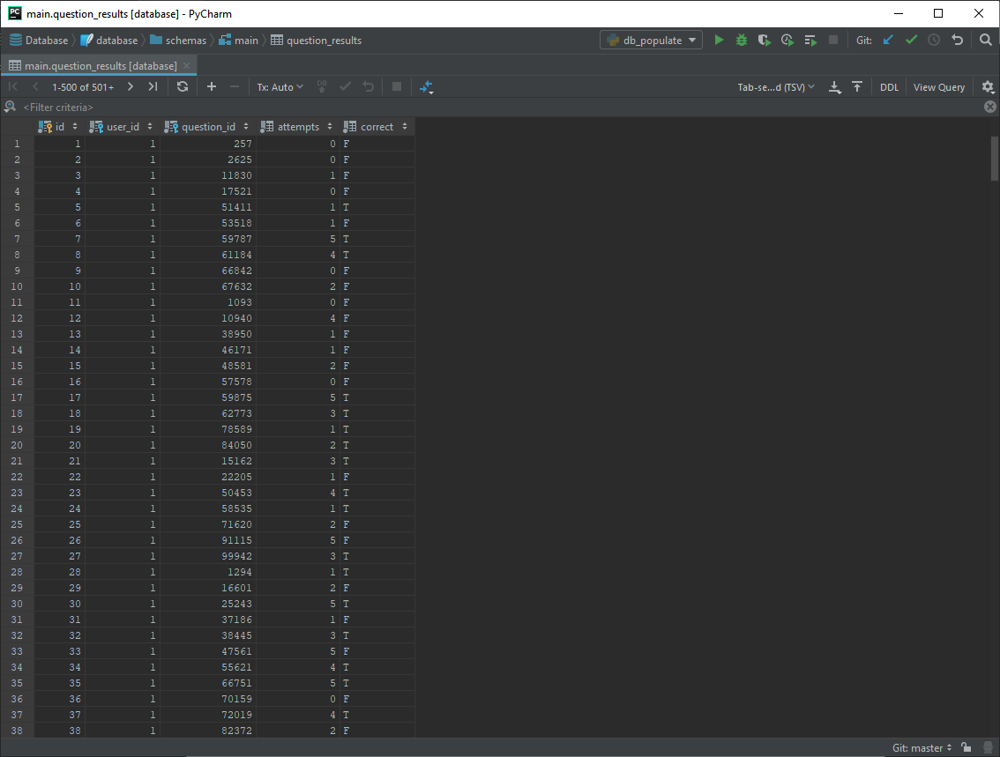 PC main.question_results [database] - PyCharm
Database database schemas main question_results db_populate Git:
main.question_results [database]
1-500 of 501+ Tx: Auto DB Tab-se...d (TSV) DDL View Query
<Filter criteria>
id user_id question_id attempts correct
1 1 1 257 0 F
2 2 1 2625 0 F
3 3 1 11830 1 F
4 4 1 17521 0 F
5 5 1 51411 1 T
6 6 1 53518 1 F
7 7 1 59787 5 T
8 8 1 61184 4 T
9 9 1 66842 0 F
10 10 1 67632 2 F
11 11 1 1093 0 F
12 12 1 10940 4 F
13 13 1 38950 1 F
14 14 1 46171 1 F
15 15 1 48581 2 F
16 16 1 57578 0 F
17 17 1 59875 5 T
18 18 1 62773 3 T
19 19 1 78589 1 T
20 20 1 84050 2 T
21 21 1 15162 3 T
22 22 1 22205 1 F
23 23 1 50453 4 T
24 24 1 58535 1 T
25 25 1 71620 2 F
26 26 1 91115 5 F
27 27 1 99942 3 T
28 28 1 1294 1 T
29 29 1 16601 2 F
30 30 1 25243 5 T
31 31 1 37186 1 F
32 32 1 38445 3 T
33 33 1 47561 5 F
34 34 1 55621 4 T
35 35 1 66751 5 T
36 36 1 70159 0 F
37 37 1 72019 4 T
38 38 1 82372 2 F
Git: master